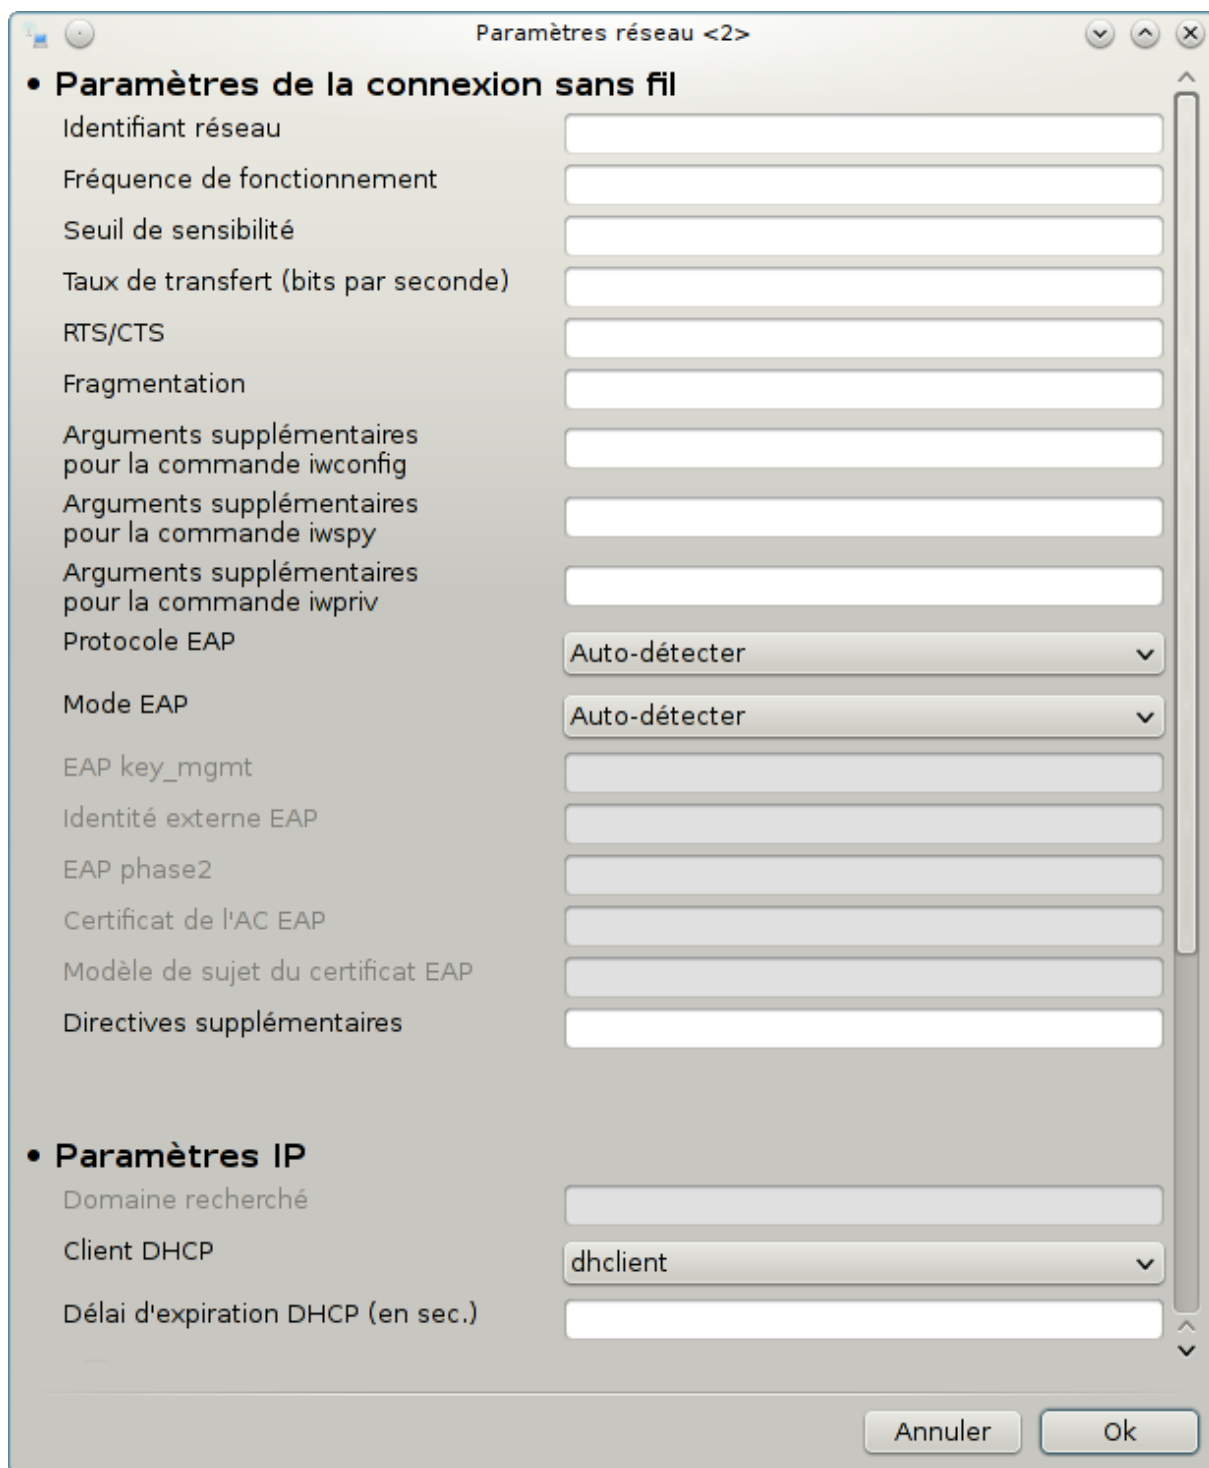 Paramètres réseau <2>
• Paramètres de la connexion sans fil
Identifiant réseau
Fréquence de fonctionnement
Seuil de sensibilité
Taux de transfert (bits par seconde)
RTS/CTS
Fragmentation
Arguments supplémentaires
pour la commande iwconfig
Arguments supplémentaires
pour la commande iwspy
Arguments supplémentaires
pour la commande iwpriv
Protocole EAP
Auto-détecter
Mode EAP
Auto-détecter
EAP key_mgmt
Identité externe EAP
EAP phase2
Certificat de l'AC EAP
Modèle de sujet du certificat EAP
Directives supplémentaires
• Paramètres IP
Domaine recherché
Client DHCP
dhclient
Délai d'expiration DHCP (en sec.)
Annuler
Ok